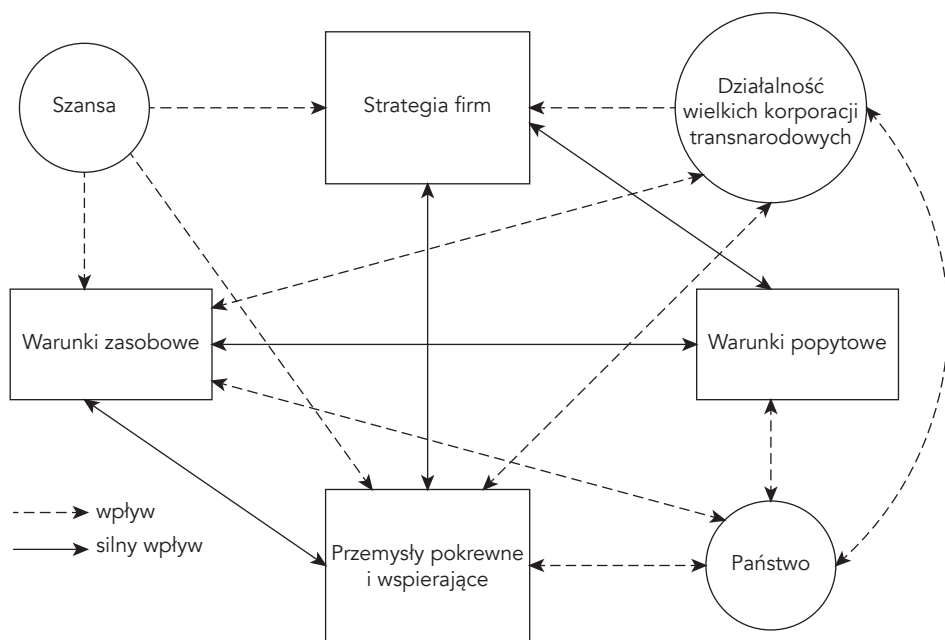 Szansa
Strategia firm
Działalność
wielkich korporacji
transnarodowych
Warunki zasobowe
Warunki popytowe
wpływ
silny wpływ
Przemysły pokrewne
i wspierające
Państwo